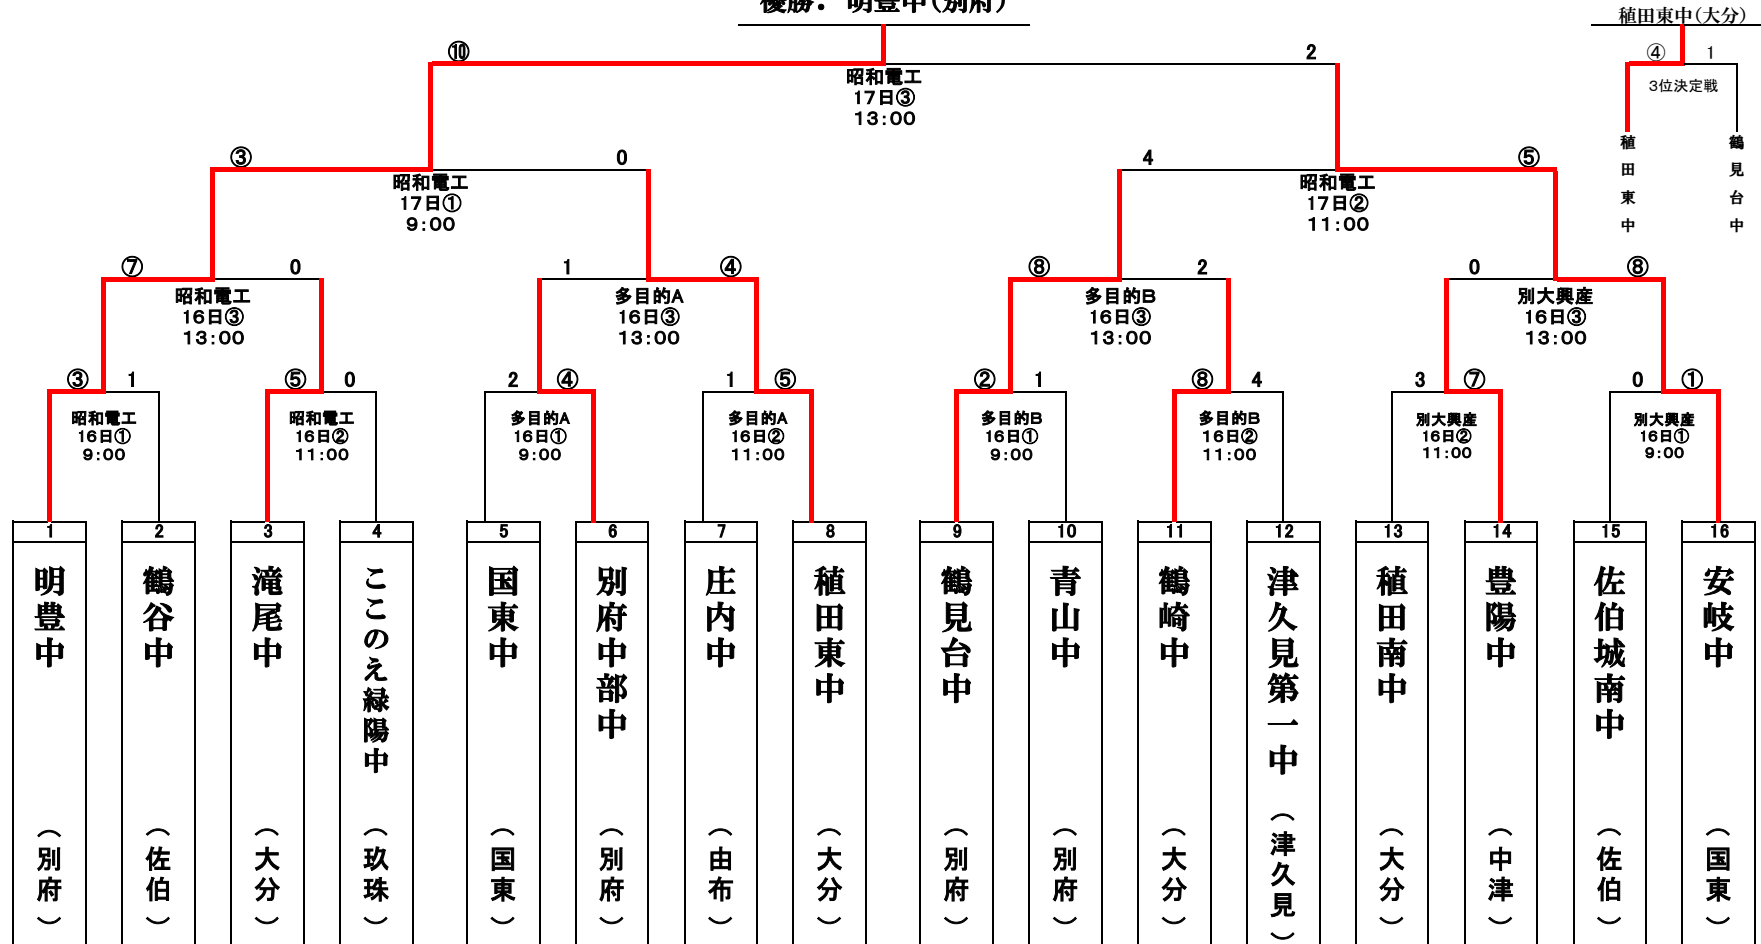 優勝：明豊中（別府）
稙田東中（大分）
⑩ 2
④ 1
昭和電工
17日③
13:00
3位決定戦
稙田東中
鶴見台中
③ 0
4 ⑤
昭和電工
17日①
9:00
昭和電工
17日②
11:00
⑦ 0
1 ④
⑧ 2
0 ⑧
昭和電工
16日③
13:00
多目的A
16日③
13:00
多目的B
16日③
13:00
別大興産
16日③
13:00
③ 1
⑤ 0
2 ④
1 ⑤
② 1
⑧ 4
3 ⑦
0 ①
昭和電工
16日①
9:00
昭和電工
16日②
11:00
多目的A
16日①
9:00
多目的A
16日②
11:00
多目的B
16日①
9:00
多目的B
16日②
11:00
別大興産
16日②
11:00
別大興産
16日①
9:00
1
明豊中
（別府）
2
鶴谷中
（佐伯）
3
滝尾中
（大分）
4
ここのえ緑陽中
（玖珠）
5
国東中
（国東）
6
別府中部中
（別府）
7
庄内中
（由布）
8
稙田東中
（大分）
9
鶴見台中
（別府）
10
青山中
（別府）
11
鶴崎中
（大分）
12
津久見第一中
（津久見）
13
稙田南中
（大分）
14
豊陽中
（中津）
15
佐伯城南中
（佐伯）
16
安岐中
（国東）